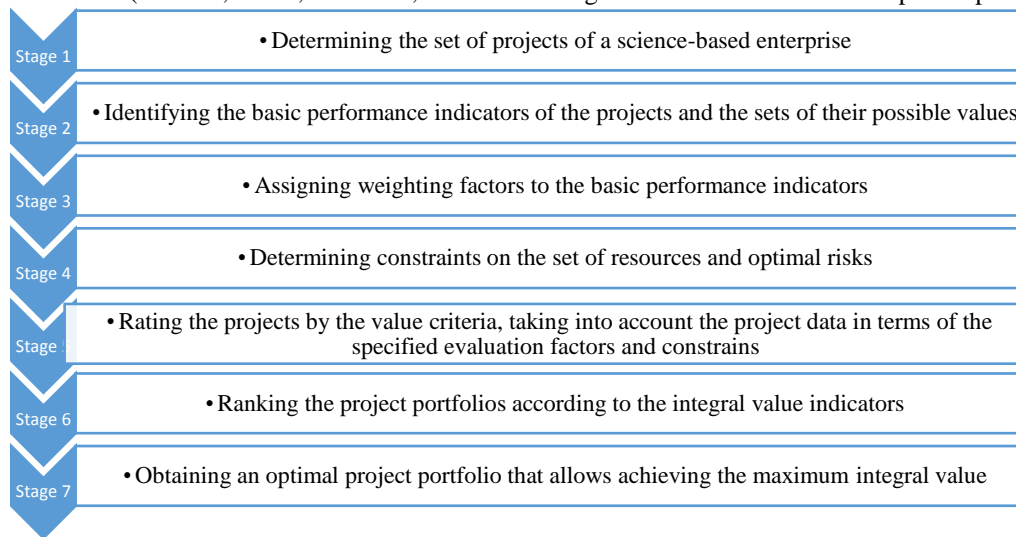 Stage 1
• Determining the set of projects of a science-based enterprise
Stage 2
• Identifying the basic performance indicators of the projects and the sets of their possible values
Stage 3
• Assigning weighting factors to the basic performance indicators
Stage 4
• Determining constraints on the set of resources and optimal risks
Stage 5
• Rating the projects by the value criteria, taking into account the project data in terms of the
specified evaluation factors and constrains
Stage 6
• Ranking the project portfolios according to the integral value indicators
Stage 7
• Obtaining an optimal project portfolio that allows achieving the maximum integral value